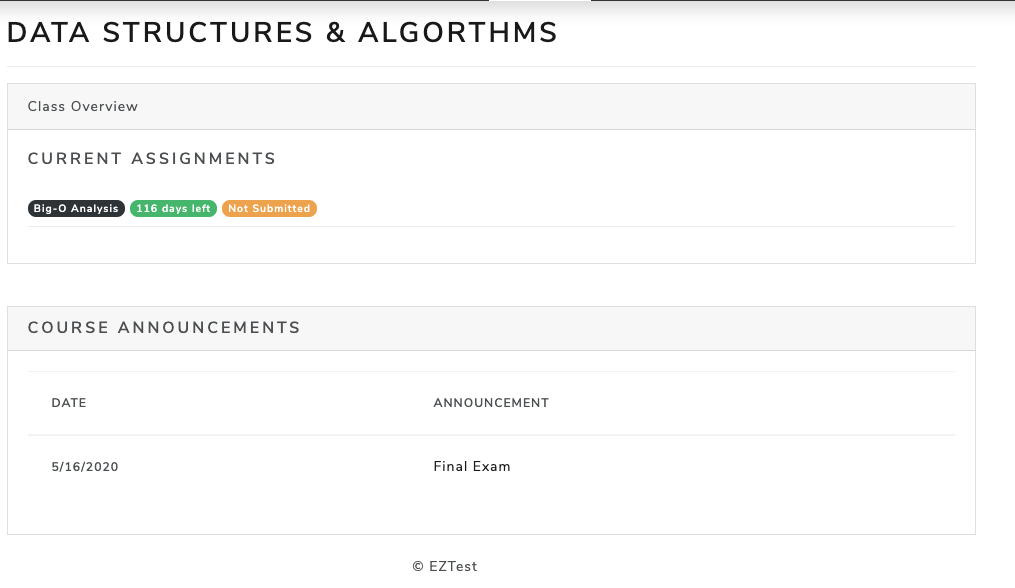 DATA STRUCTURES & ALGORTHMS
Class Overview
CURRENT ASSIGNMENTS
Big-O Analysis 116 days left Not Submitted
COURSE ANNOUNCEMENTS
DATE ANNOUNCEMENT
5/16/2020 Final Exam
© EZTest